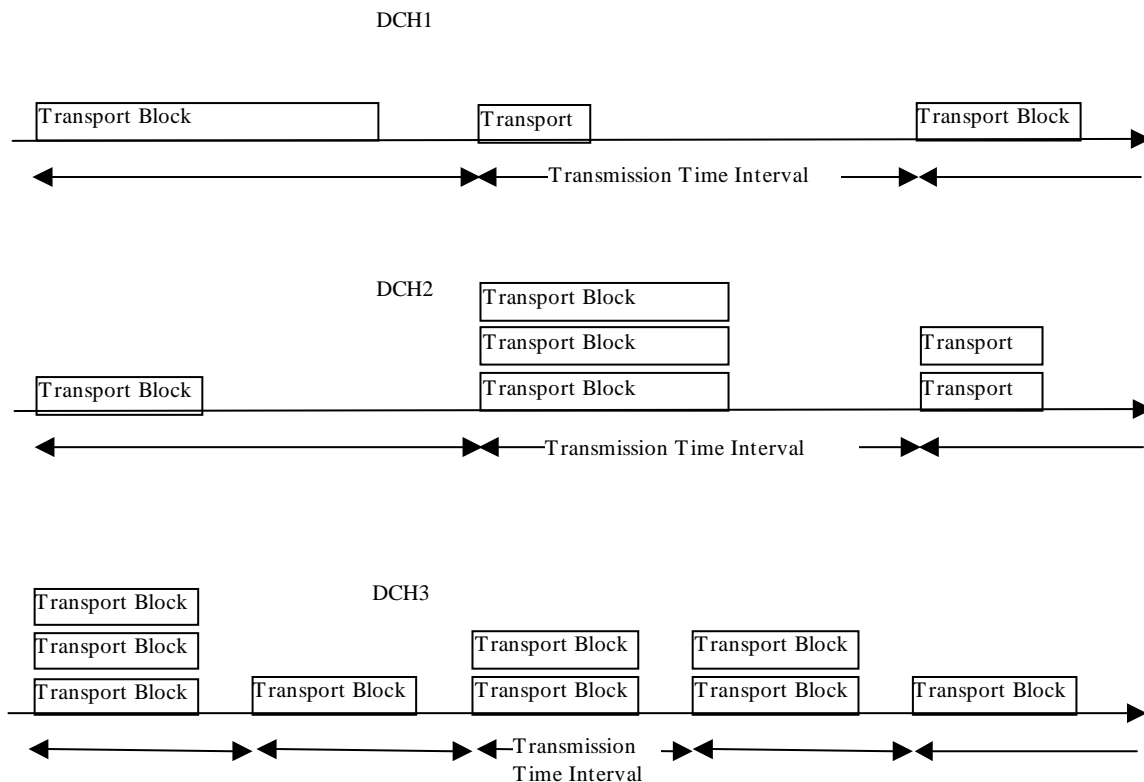 DCH1
Transport Block
Transport
Transport Block
Transmission Time Interval
DCH2
Transport Block
Transport Block
Transport
Transport Block
Transport Block
Transport
Transmission Time Interval
DCH3
Transport Block
Transport Block
Transport Block
Transport Block
Transport Block
Transport Block
Transport Block
Transport Block
Transport Block
Transport Block
Transmission
Time Interval